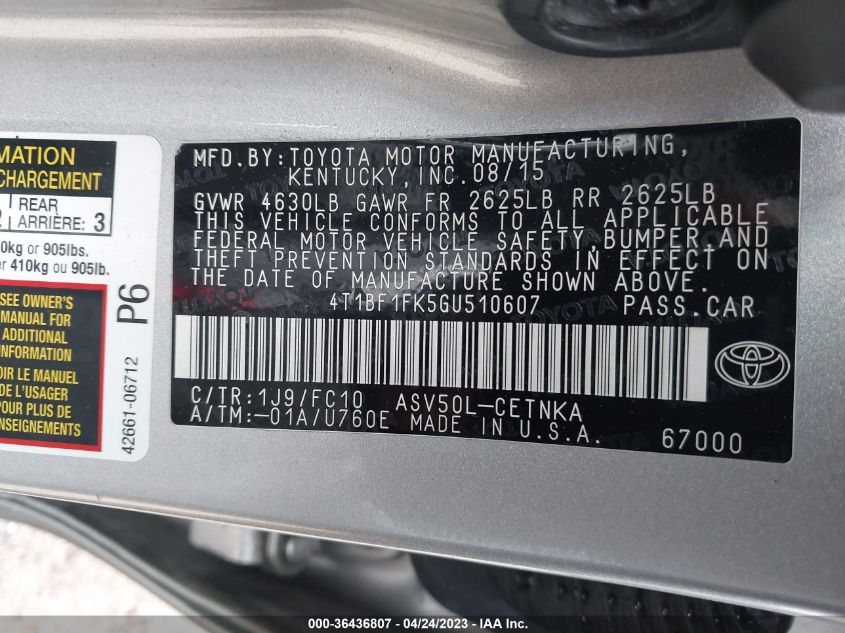 MATION
CHARGEMENT
REAR
ARRIÈRE: 3
0kg or 905lbs.
er 410kg ou 905lb.
SEE OWNER'S
MANUAL FOR
ADDITIONAL
INFORMATION
OIR LE MANUEL
DE L'USAGER
POUR PLUS DE
NSEIGNEMENTS
P6
42661-06712
MFD. BY: TOYOTA MOTOR MANUFACTURING,
KENTUCKY, INC. 08/15
GVWR 4630LB GAWR FR 2625LB RR 2625LB
THIS VEHICLE CONFORMS TO ALL APPLICABLE
FEDERAL MOTOR VEHICLE SAFETY, BUMPER, AND
THEFT PREVENTION STANDARDS IN EFFECT ON
THE DATE OF MANUFACTURE SHOWN ABOVE.
4T1BF1FK5GU510607 PASS. CAR
C/TR: 1J9/FC10 ASV50L-CETNKA
A/TM:-01A/U760E MADE IN U.S.A. 67000
000-36436807 - 04/24/2023 - IAA Inc.